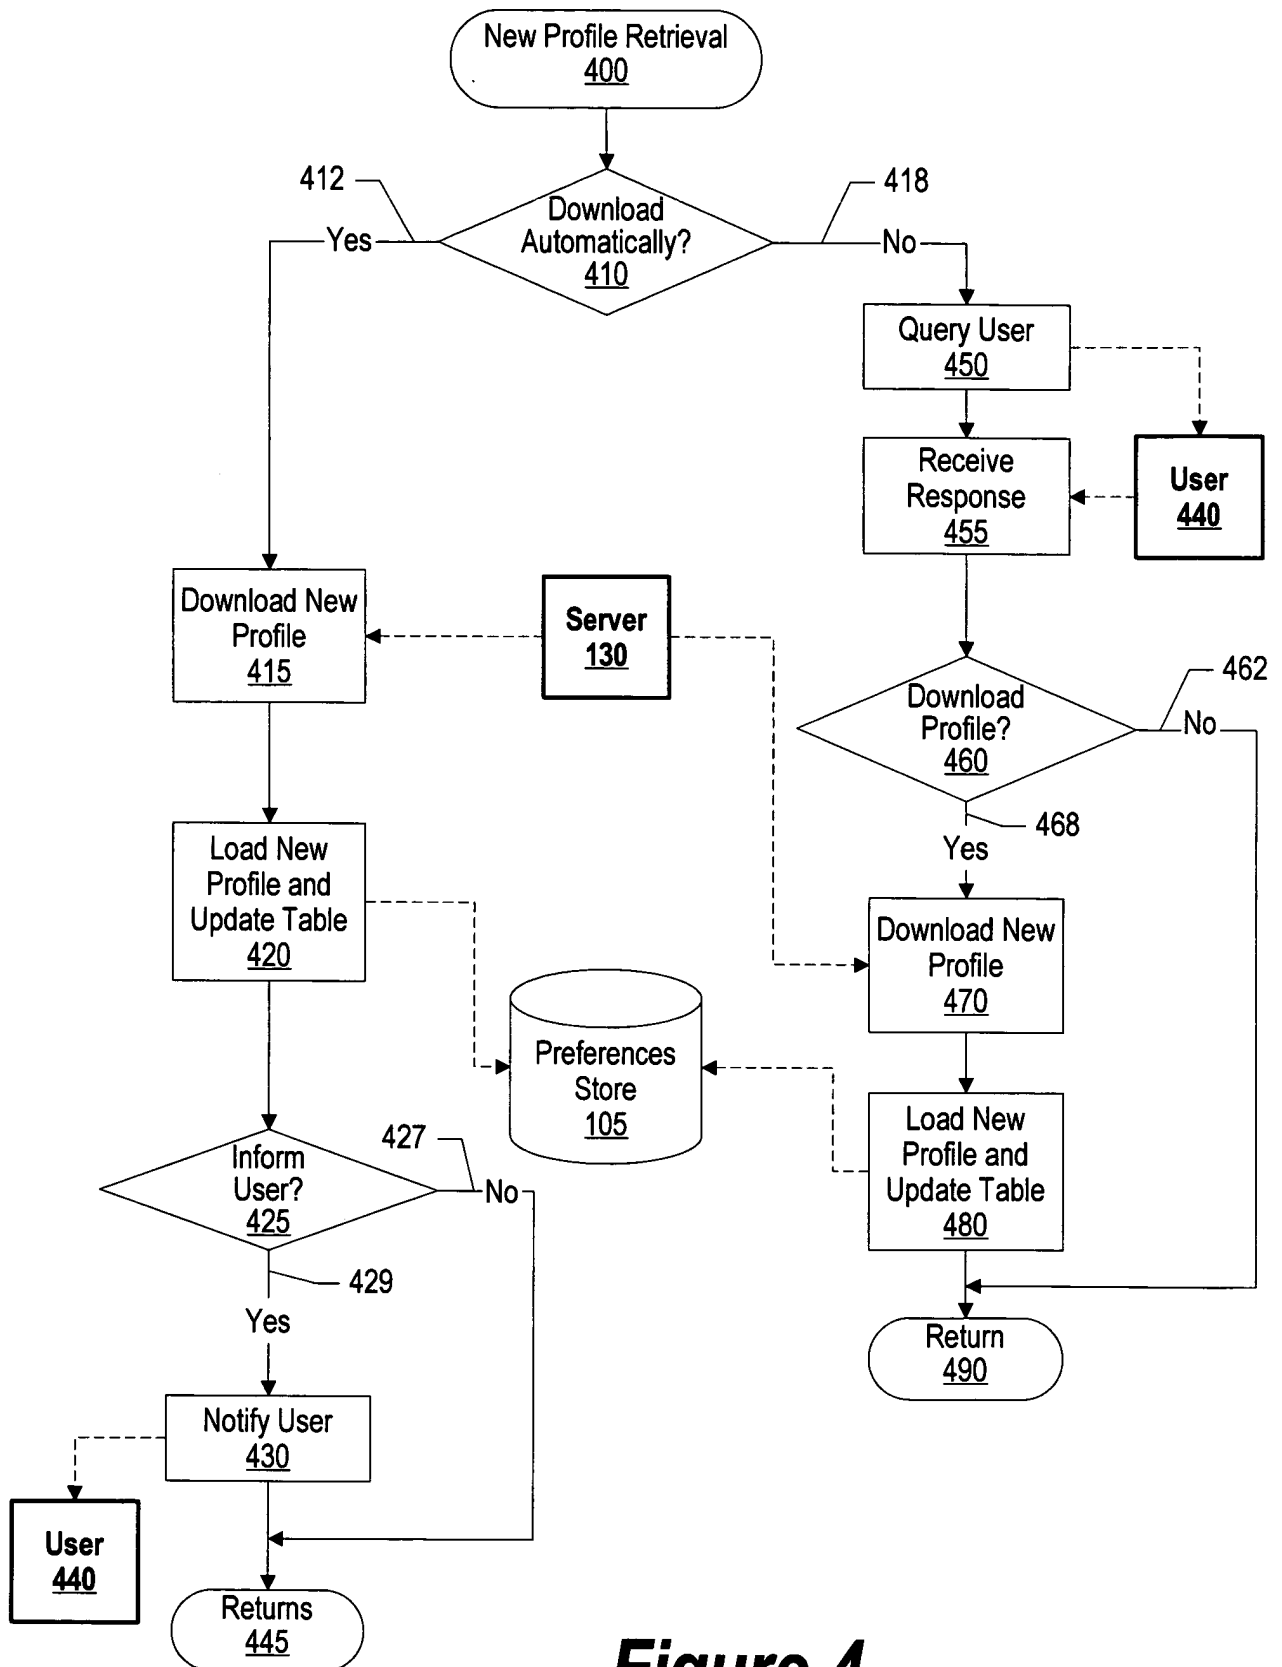 New Profile Retrieval
400
412
418
Download
Automatically?
410
Yes
No
Query User
450
Receive
Response
455
User
440
Download New
Profile
415
Server
130
Download
Profile?
460
462
No
468
Yes
Load New
Profile and
Update Table
420
Download New
Profile
470
Preferences
Store
105
Load New
Profile and
Update Table
480
Inform
User?
425
427
No
429
Yes
Return
490
Notify User
430
User
440
Returns
445
Figure 4